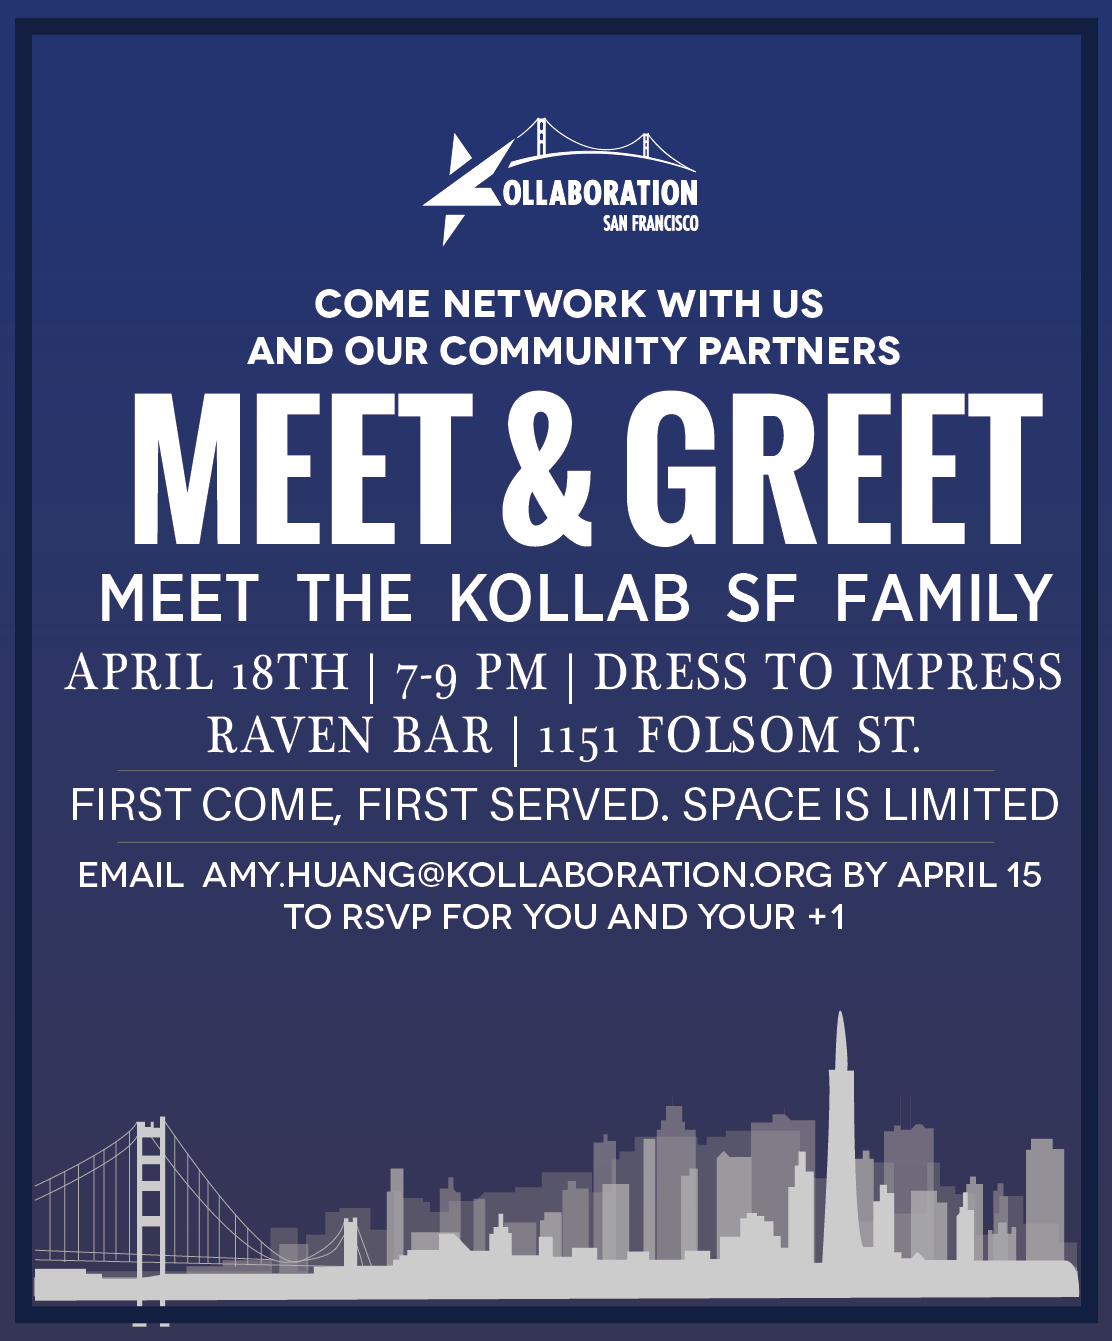 KOLLABORATION
SAN FRANCISCO
COME NETWORK WITH US
AND OUR COMMUNITY PARTNERS
MEET & GREET
MEET THE KOLLAB SF FAMILY
APRIL 18TH | 7-9 PM | DRESS TO IMPRESS
RAVEN BAR | 1151 FOLSOM ST.
FIRST COME, FIRST SERVED. SPACE IS LIMITED
EMAIL AMY.HUANG@KOLLABORATION.ORG BY APRIL 15
TO RSVP FOR YOU AND YOUR +1